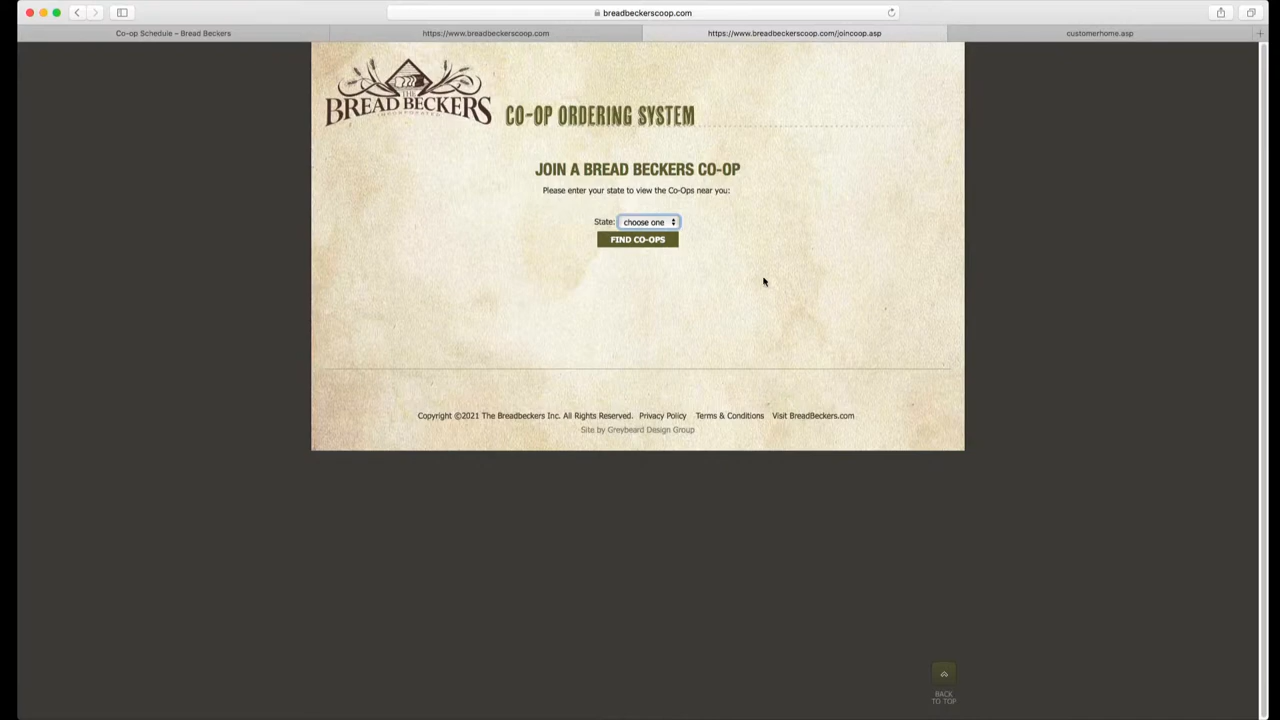 breadbeckerscoop.com
Co-op Schedule – Bread Beckers
https://www.breadbeckerscoop.com
https://www.breadbeckerscoop.com/joincoop.asp
customerhome.asp
THE
BREAD BECKERS
INCORPORATED
CO-OP ORDERING SYSTEM
JOIN A BREAD BECKERS CO-OP
Please enter your state to view the Co-Ops near you:
State: choose one
FIND CO-OPS
Copyright ©2021 The Breadbeckers Inc. All Rights Reserved. Privacy Policy Terms & Conditions Visit BreadBeckers.com
Site by Greybeard Design Group
BACK
TO TOP